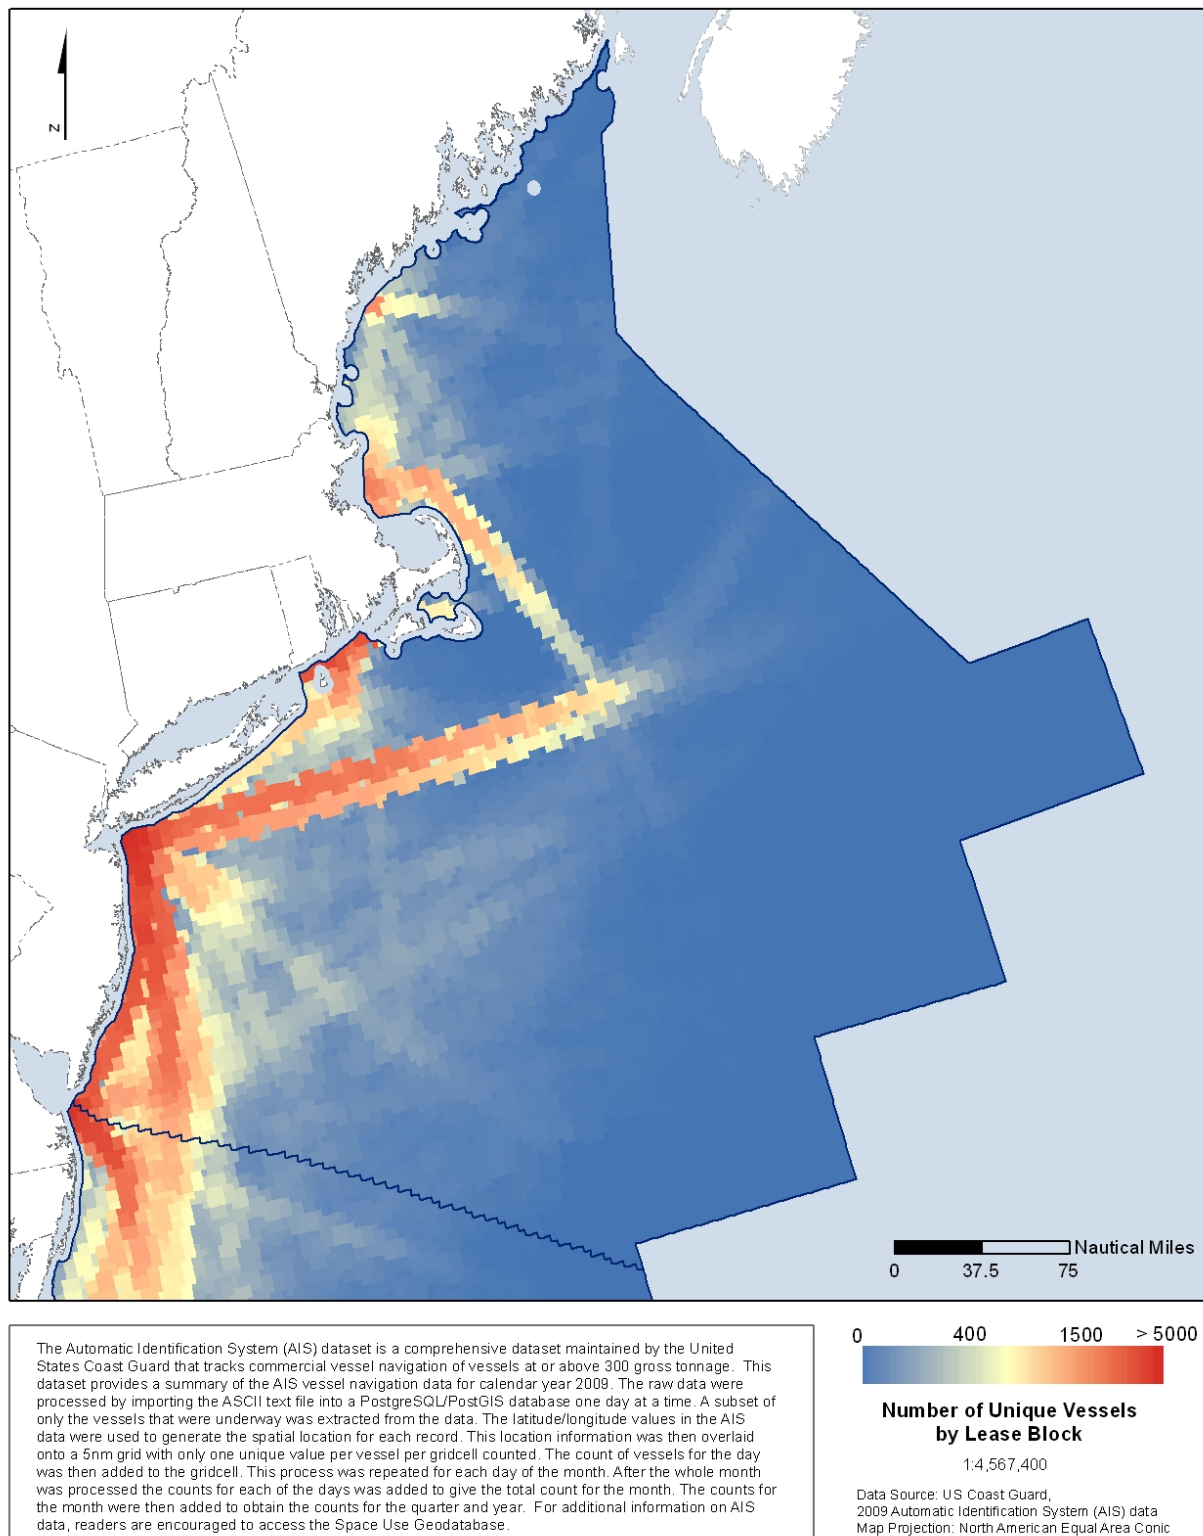 N
Nautical Miles
0 37.5 75
The Automatic Identification System (AIS) dataset is a comprehensive dataset maintained by the United
States Coast Guard that tracks commercial vessel navigation of vessels at or above 300 gross tonnage. This
dataset provides a summary of the AIS vessel navigation data for calendar year 2009. The raw data were
processed by importing the ASCII text file into a PostgreSQL/PostGIS database one day at a time. A subset of
only the vessels that were underway was extracted from the data. The latitude/longitude values in the AIS
data were used to generate the spatial location for each record. This location information was then overlaid
onto a 5nm grid with only one unique value per vessel per gridcell counted. The count of vessels for the day
was then added to the gridcell. This process was repeated for each day of the month. After the whole month
was processed the counts for each of the days was added to give the total count for the month. The counts for
the month were then added to obtain the counts for the quarter and year. For additional information on AIS
data, readers are encouraged to access the Space Use Geodatabase.
0 400 1500 > 5000
Number of Unique Vessels
by Lease Block
1:4,567,400
Data Source: US Coast Guard,
2009 Automatic Identification System (AIS) data
Map Projection: North American Equal Area Conic